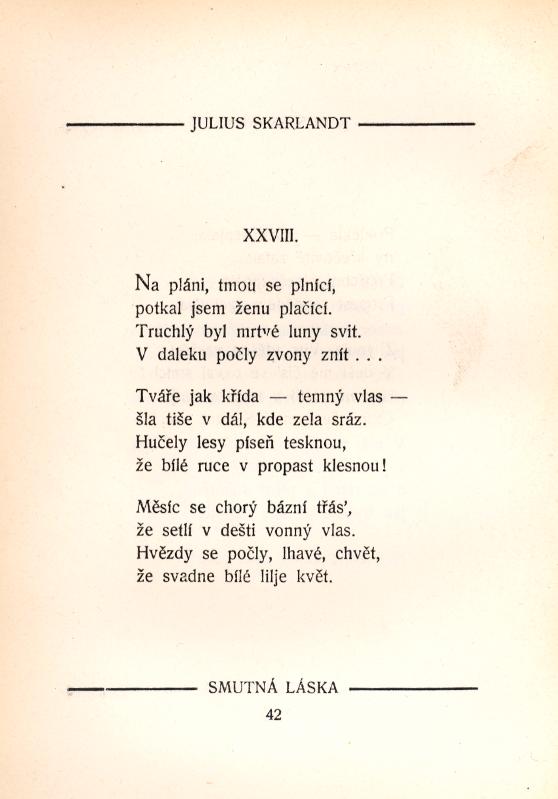 JULIUS SKARLANDT
XXVIII.
Na pláni, tmou se plnící,
potkal jsem ženu plačící.
Truchlý byl mrtvé luny svit.
V daleku počly zvony znít . . .
Tváře jak křída — temný vlas —
šla tiše v dál, kde zela sráz.
Hučely lesy píseň tesknou,
že bílé ruce v propast klesnou!
Měsíc se chorý bázní třás’,
že setlí v dešti vonný vlas.
Hvězdy se počly, lhavé, chvět,
že svadne bílé lilje květ.
SMUTNÁ LÁSKA
42